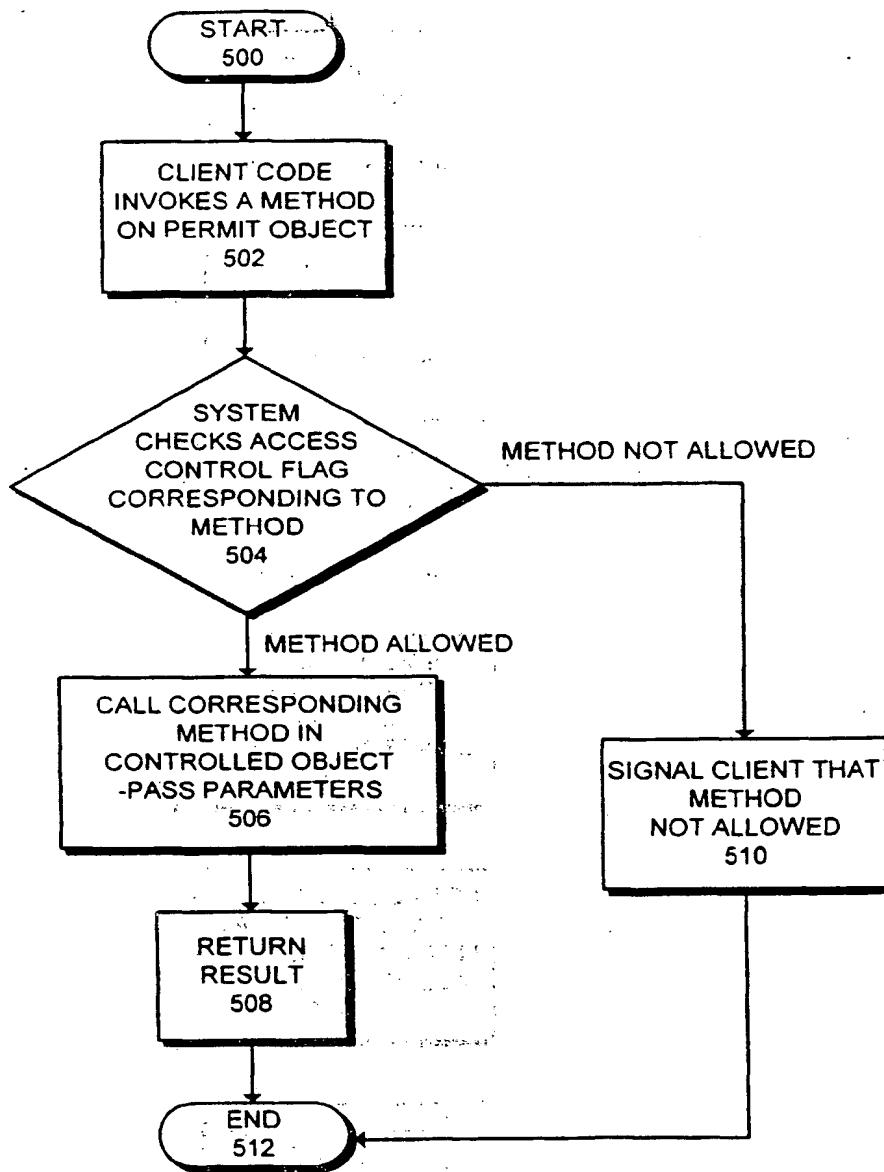 START
500
CLIENT CODE
INVOKES A METHOD
ON PERMIT OBJECT
502
SYSTEM
CHECKS ACCESS
CONTROL FLAG
CORRESPONDING TO
METHOD
504
METHOD NOT ALLOWED
METHOD ALLOWED
CALL CORRESPONDING
METHOD IN
CONTROLLED OBJECT
-PASS PARAMETERS
506
SIGNAL CLIENT THAT
METHOD
NOT ALLOWED
510
RETURN
RESULT
508
END
512